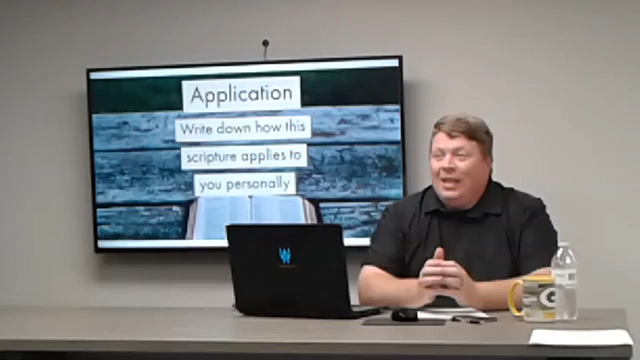 Application
Write down how this
scripture applies to
you personally